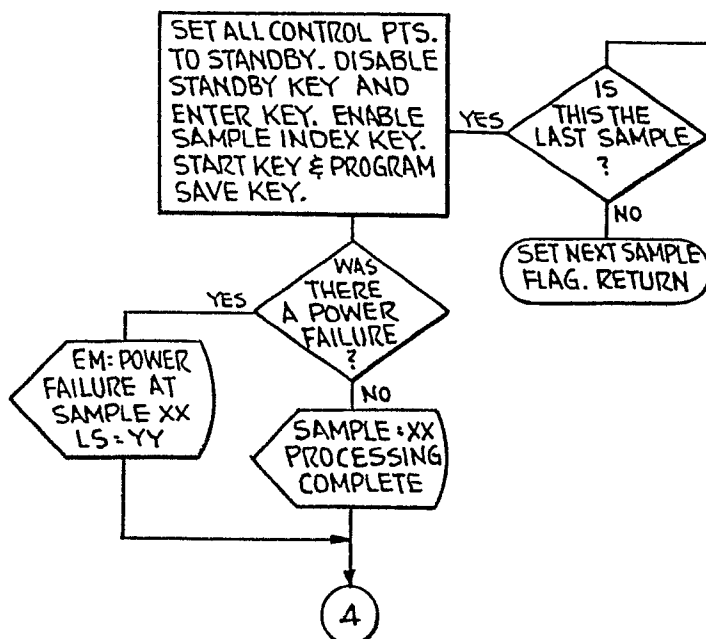 SET ALL CONTROL PTS.
TO STANDBY. DISABLE
STANDBY KEY AND
ENTER KEY. ENABLE
SAMPLE INDEX KEY.
START KEY & PROGRAM
SAVE KEY.
YES
IS
THIS THE
LAST SAMPLE
?
NO
SET NEXT SAMPLE
FLAG. RETURN
WAS
THERE
A POWER
FAILURE
?
YES
NO
EM: POWER
FAILURE AT
SAMPLE XX
LS=YY
SAMPLE:XX
PROCESSING
COMPLETE
4